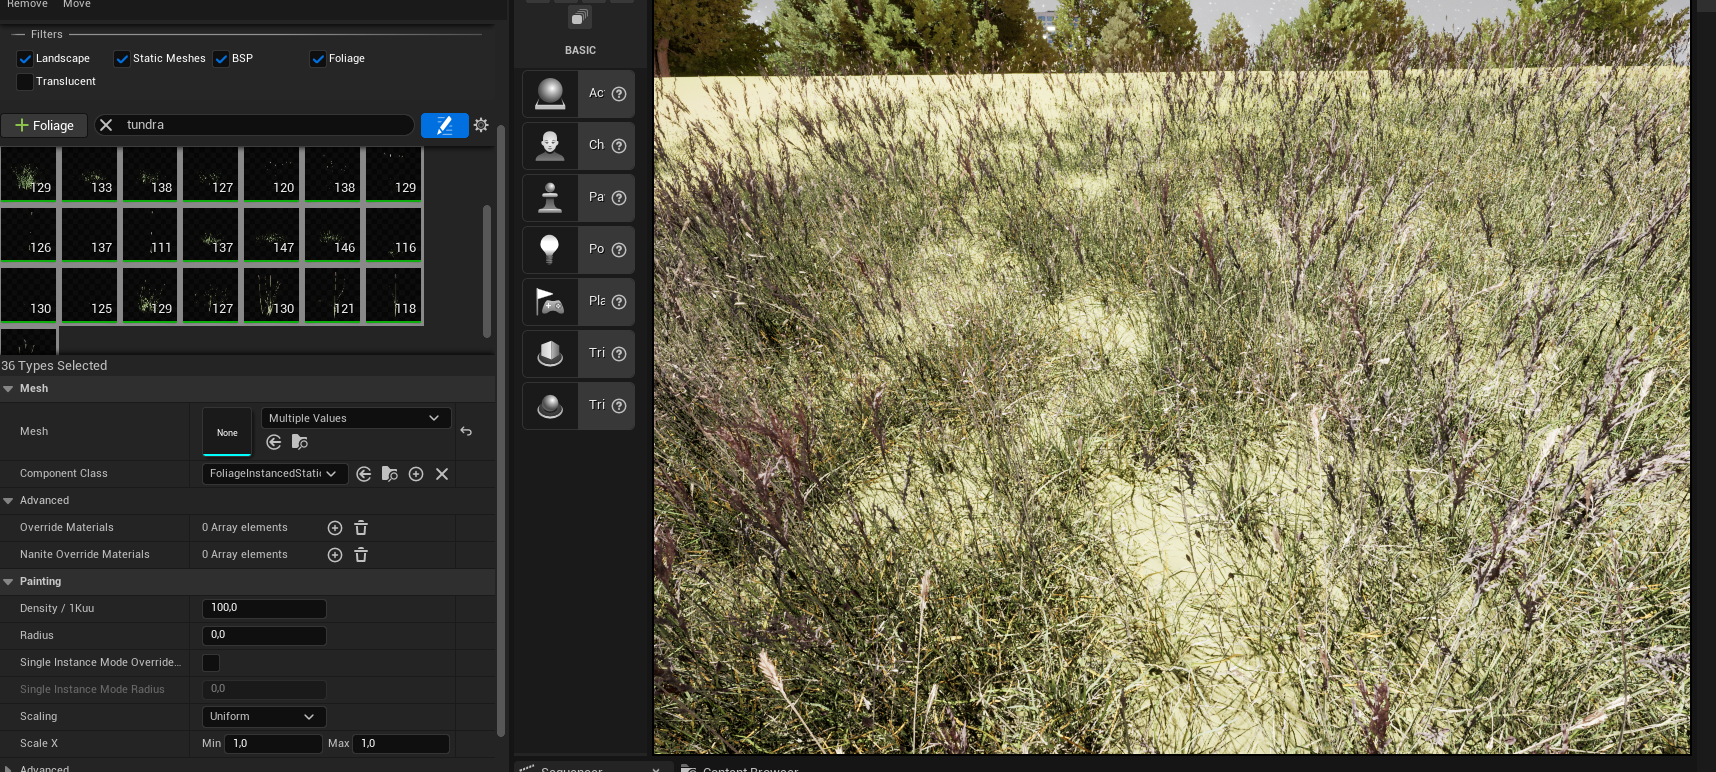 Remove Move
Filters
Landscape Static Meshes BSP Foliage
Translucent
Foliage tundra
129 133 138 127 120 138 129
126 137 111 137 147 146 116
130 125 129 127 130 121 118
36 Types Selected
Mesh
Mesh None Multiple Values
Component Class FoliageInstancedStati
Advanced
Override Materials 0 Array elements
Nanite Override Materials 0 Array elements
Painting
Density / 1Kuu 100,0
Radius 0,0
Single Instance Mode Override...
Single Instance Mode Radius 0,0
Scaling Uniform
Scale X Min 1,0 Max 1,0
Advanced
BASIC
Ac
Ch
Pa
Po
Pla
Tri
Tri
Sequencer Content Browser